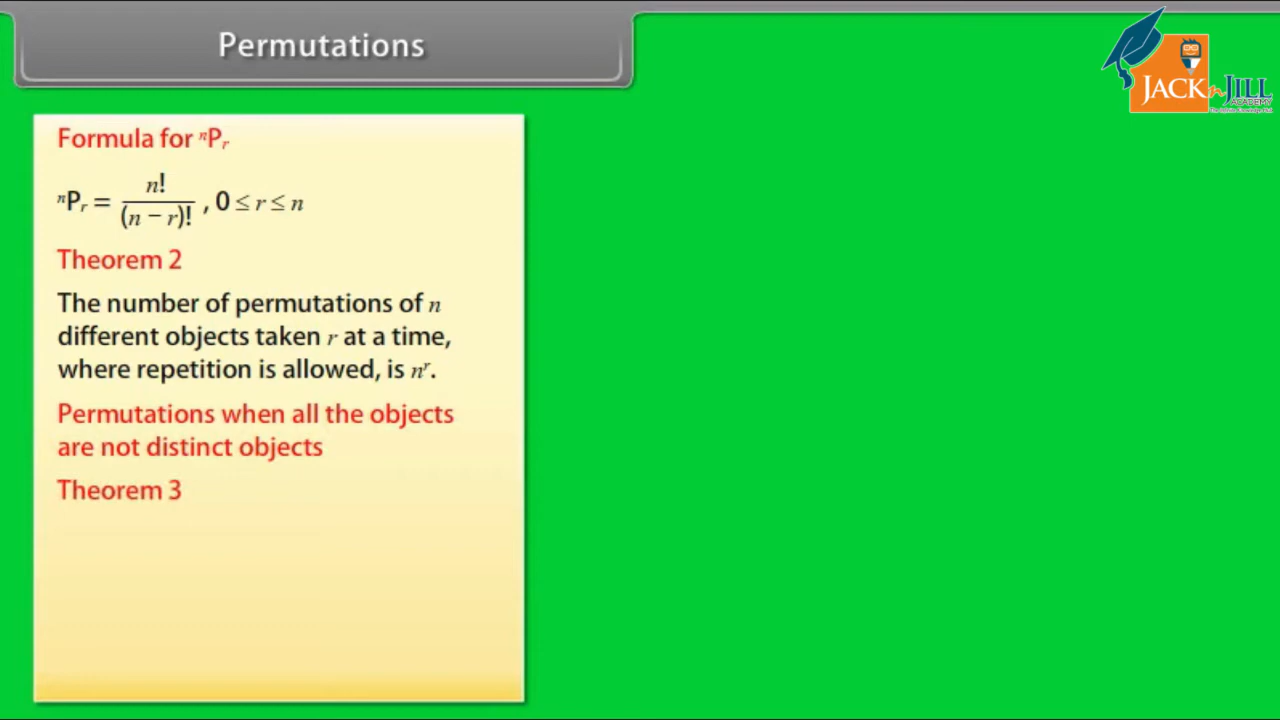 Permutations
JACK n JILL
ACADEMY
Formula for ⁿPᵣ
ⁿPᵣ = n! / (n − r)! , 0 ≤ r ≤ n
Theorem 2
The number of permutations of n
different objects taken r at a time,
where repetition is allowed, is nʳ.
Permutations when all the objects
are not distinct objects
Theorem 3